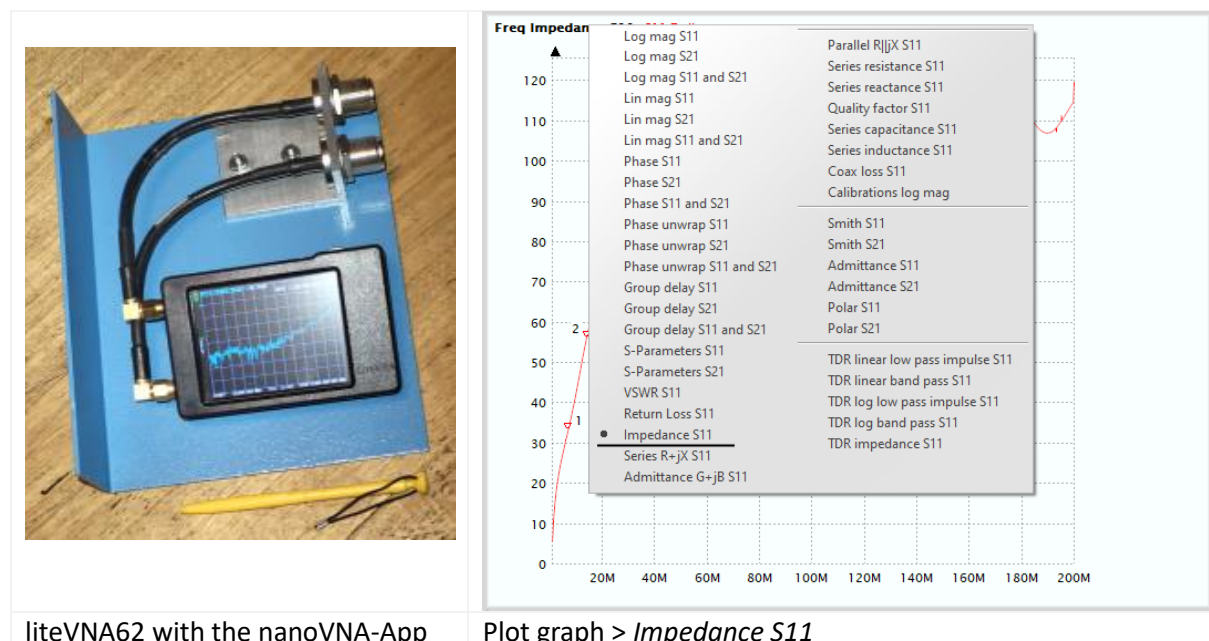 Freq Impedan
120
110
100
90
80
70
60
50
40
30
20
10
0
2
1
20M 40M 60M 80M 100M 120M 140M 160M 180M 200M
Log mag S11
Log mag S21
Log mag S11 and S21
Lin mag S11
Lin mag S21
Lin mag S11 and S21
Phase S11
Phase S21
Phase S11 and S21
Phase unwrap S11
Phase unwrap S21
Phase unwrap S11 and S21
Group delay S11
Group delay S21
Group delay S11 and S21
S-Parameters S11
S-Parameters S21
VSWR S11
Return Loss S11
Impedance S11
Series R+jX S11
Admittance G+jB S11
Parallel R||jX S11
Series resistance S11
Series reactance S11
Quality factor S11
Series capacitance S11
Series inductance S11
Coax loss S11
Calibrations log mag
Smith S11
Smith S21
Admittance S11
Admittance S21
Polar S11
Polar S21
TDR linear low pass impulse S11
TDR linear band pass S11
TDR log low pass impulse S11
TDR log band pass S11
TDR impedance S11
liteVNA62 with the nanoVNA-App
Plot graph > Impedance S11